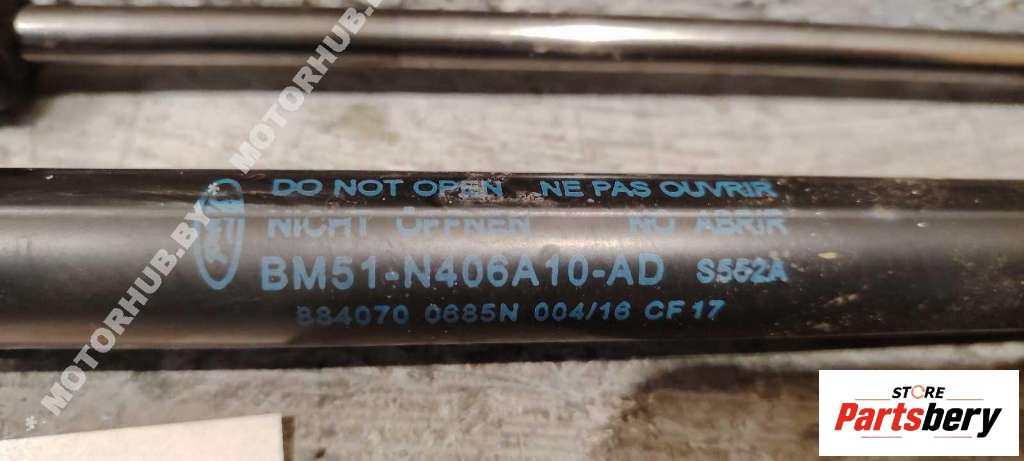 DO NOT OPEN NE PAS OUVRIR
NICHT ÖFFNEN NO ABRIR
BM51-N406A10-AD S552A
884070 0685N 004/16 CF17
* MOTORHUB.BY * MOTORHUB.BY
STORE
Partsbery